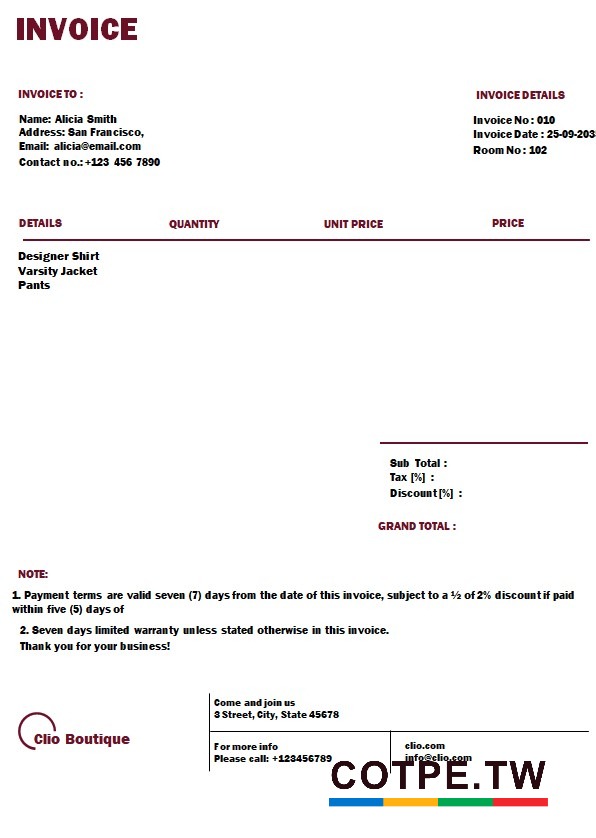 INVOICE
INVOICE TO :
INVOICE DETAILS
Name: Alicia Smith
Address: San Francisco,
Email: alicia@email.com
Contact no.: +123 456 7890
Invoice No : 010
Invoice Date : 25-09-203
Room No : 102
DETAILS QUANTITY UNIT PRICE PRICE
Designer Shirt
Varsity Jacket
Pants
Sub Total :
Tax [%] :
Discount [%] :
GRAND TOTAL :
NOTE:
1. Payment terms are valid seven (7) days from the date of this invoice, subject to a ½ of 2% discount if paid
within five (5) days of
2. Seven days limited warranty unless stated otherwise in this invoice.
Thank you for your business!
Clio Boutique
Come and join us
3 Street, City, State 45678
For more info
Please call: +123456789
clio.com
info@clio.com
COTPE.TW